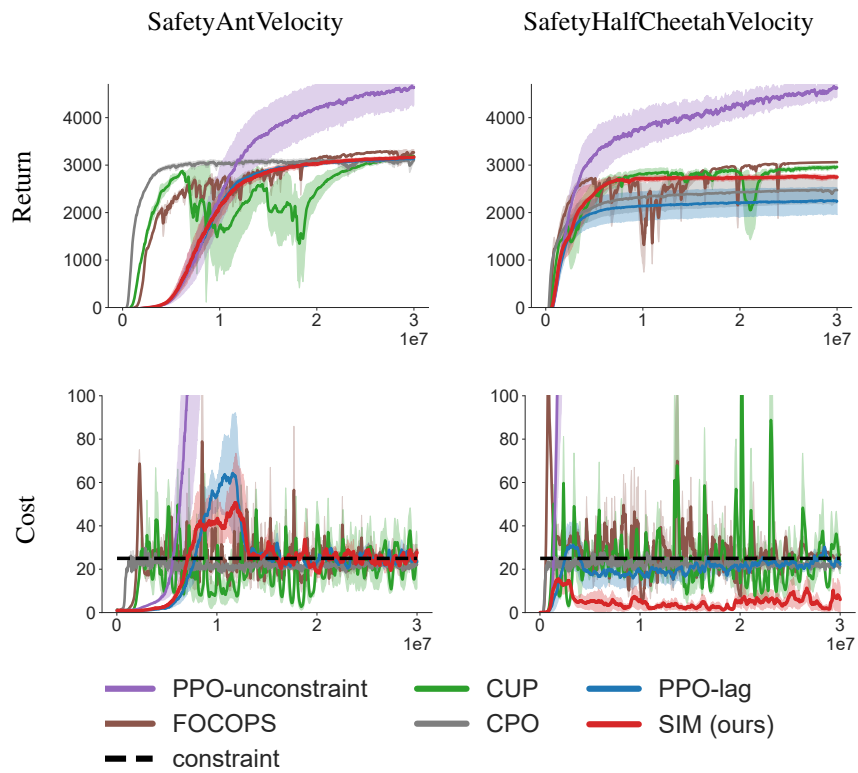 SafetyAntVelocity
SafetyHalfCheetahVelocity
Return
4000
3000
2000
1000
0
0 1 2 3
1e7
4000
3000
2000
1000
0
0 1 2 3
1e7
Cost
100
80
60
40
20
0
0 1 2 3
1e7
100
80
60
40
20
0
0 1 2 3
1e7
PPO-unconstraint CUP PPO-lag
FOCOPS CPO SIM (ours)
constraint